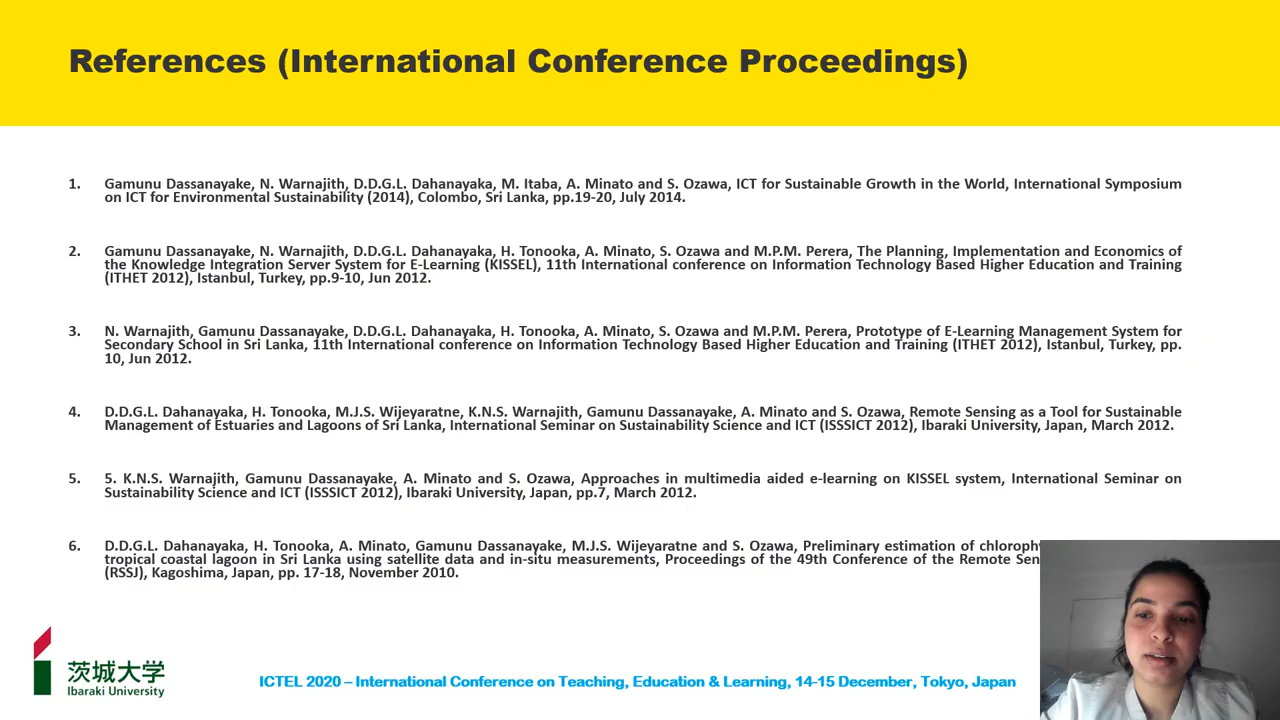 References (International Conference Proceedings)
1. Gamunu Dassanayake, N. Warnajith, D.D.G.L. Dahanayaka, M. Itaba, A. Minato and S. Ozawa, ICT for Sustainable Growth in the World, International Symposium
on ICT for Environmental Sustainability (2014), Colombo, Sri Lanka, pp.19-20, July 2014.
2. Gamunu Dassanayake, N. Warnajith, D.D.G.L. Dahanayaka, H. Tonooka, A. Minato, S. Ozawa and M.P.M. Perera, The Planning, Implementation and Economics of
the Knowledge Integration Server System for E-Learning (KISSEL), 11th International conference on Information Technology Based Higher Education and Training
(ITHET 2012), Istanbul, Turkey, pp.9-10, Jun 2012.
3. N. Warnajith, Gamunu Dassanayake, D.D.G.L. Dahanayaka, H. Tonooka, A. Minato, S. Ozawa and M.P.M. Perera, Prototype of E-Learning Management System for
Secondary School in Sri Lanka, 11th International conference on Information Technology Based Higher Education and Training (ITHET 2012), Istanbul, Turkey, pp.
10, Jun 2012.
4. D.D.G.L. Dahanayaka, H. Tonooka, M.J.S. Wijeyaratne, K.N.S. Warnajith, Gamunu Dassanayake, A. Minato and S. Ozawa, Remote Sensing as a Tool for Sustainable
Management of Estuaries and Lagoons of Sri Lanka, International Seminar on Sustainability Science and ICT (ISSSICT 2012), Ibaraki University, Japan, March 2012.
5. 5. K.N.S. Warnajith, Gamunu Dassanayake, A. Minato and S. Ozawa, Approaches in multimedia aided e-learning on KISSEL system, International Seminar on
Sustainability Science and ICT (ISSSICT 2012), Ibaraki University, Japan, pp.7, March 2012.
6. D.D.G.L. Dahanayaka, H. Tonooka, A. Minato, Gamunu Dassanayake, M.J.S. Wijeyaratne and S. Ozawa, Preliminary estimation of
tropical coastal lagoon in Sri Lanka using satellite data and in-situ measurements, Proceedings of the 49th Conference of the Remote
(RSSJ), Kagoshima, Japan, pp. 17-18, November 2010.
茨城大学
Ibaraki University
ICTEL 2020 – International Conference on Teaching, Education & Learning, 14-15 December, Tokyo, Japan